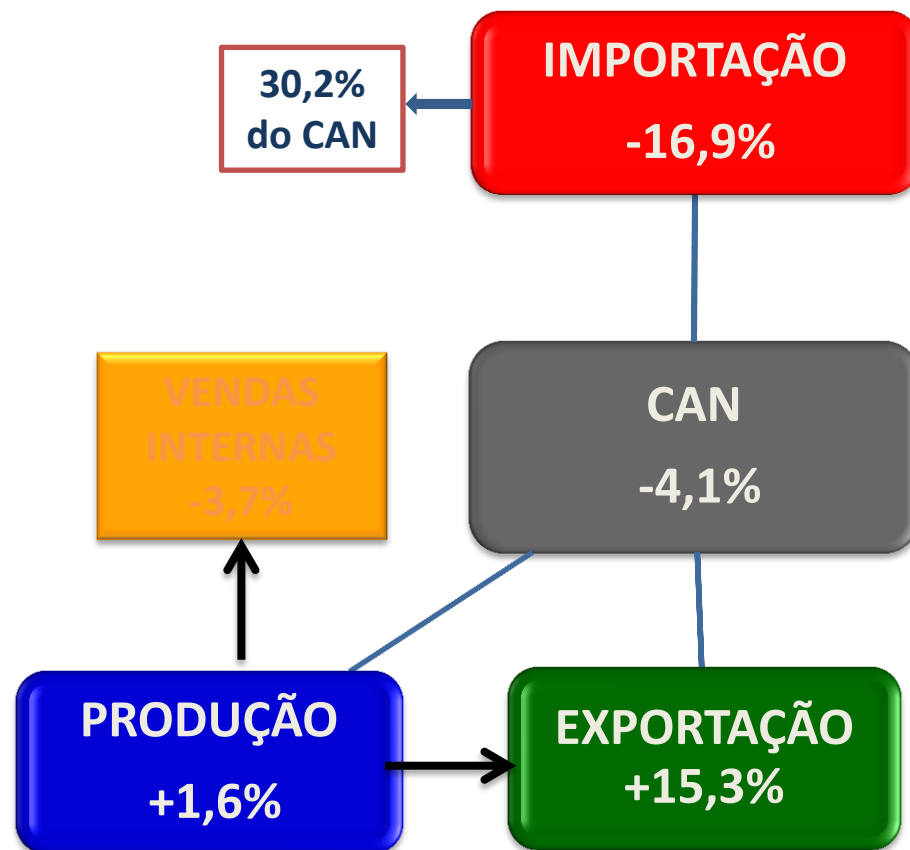 IMPORTAÇÃO
-16,9%
30,2%
do CAN
CAN
-4,1%
VENDAS
INTERNAS
-3,7%
PRODUÇÃO
+1,6%
EXPORTAÇÃO
+15,3%